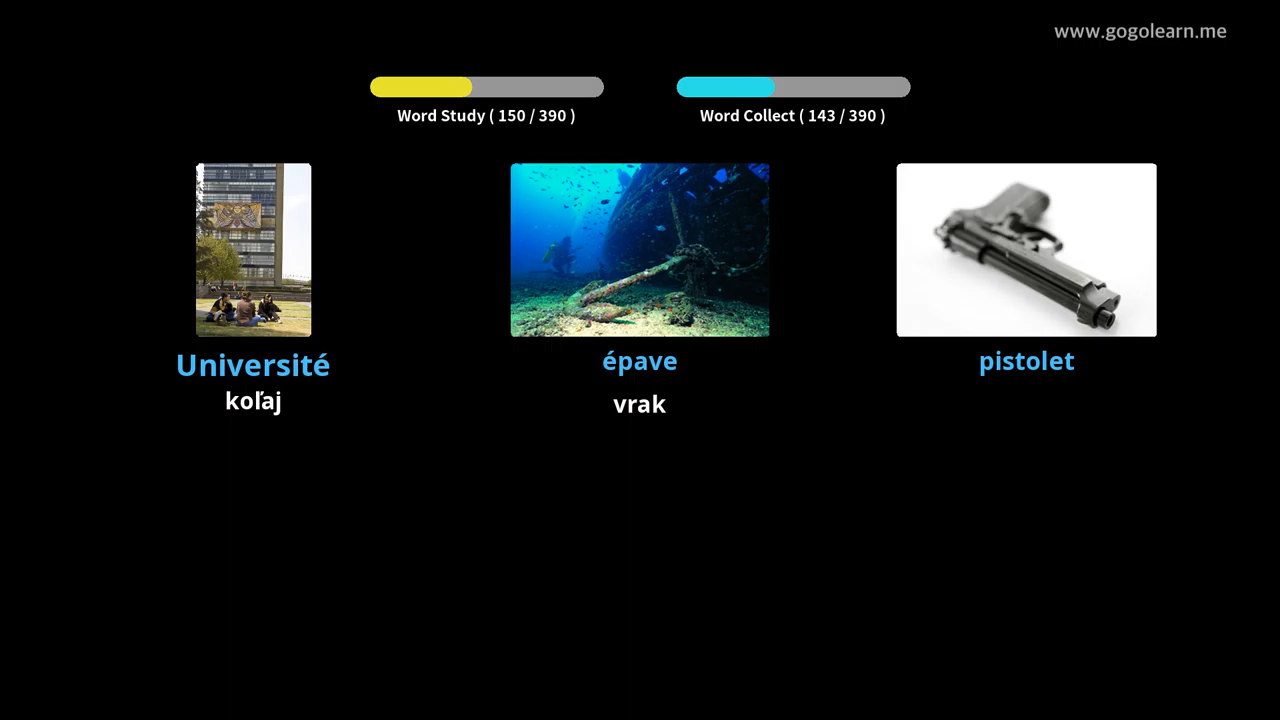 www.gogolearn.me
Word Study ( 150 / 390 )
Word Collect ( 143 / 390 )
Université
koľaj
épave
vrak
pistolet